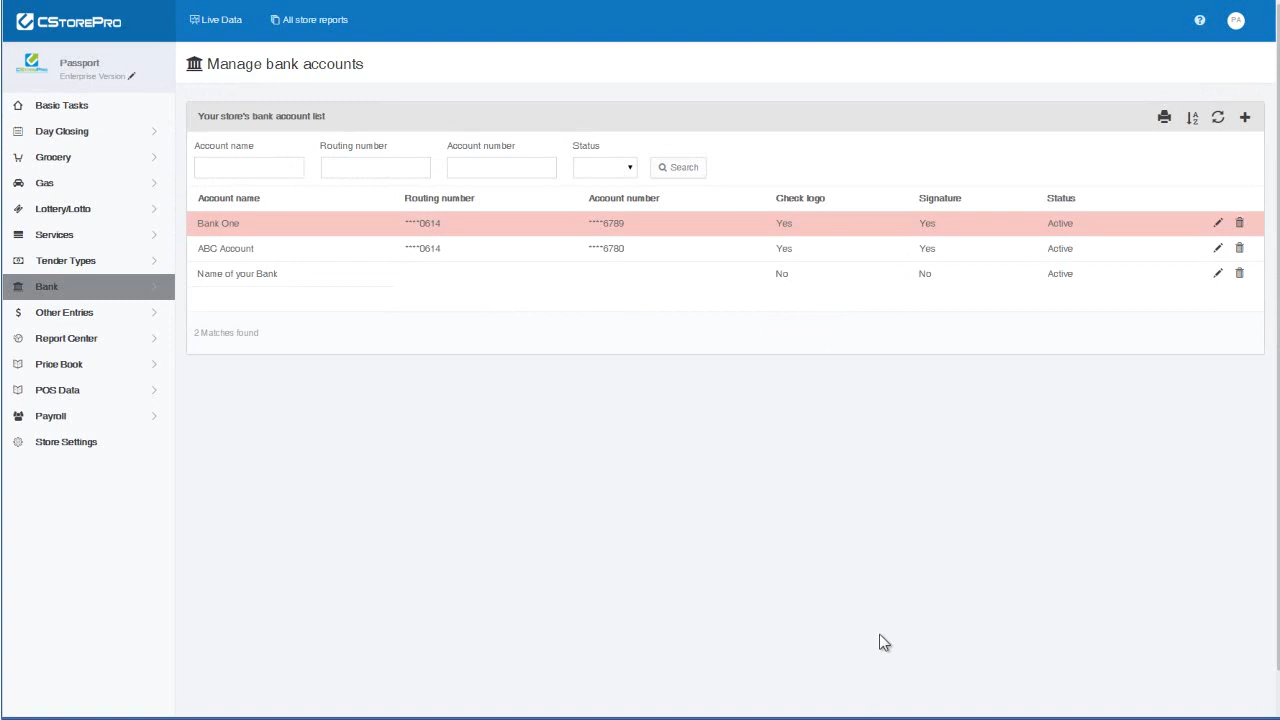 CSTOREPRO Live Data All store reports PA
Passport
Enterprise Version
Manage bank accounts
Basic Tasks
Day Closing
Grocery
Gas
Lottery/Lotto
Services
Tender Types
Bank
Other Entries
Report Center
Price Book
POS Data
Payroll
Store Settings
Your store's bank account list
Account name Routing number Account number Status
Search
Account name Routing number Account number Check logo Signature Status
Bank One ****0614 ****6789 Yes Yes Active
ABC Account ****0614 ****6780 Yes Yes Active
Name of your Bank No No Active
2 Matches found